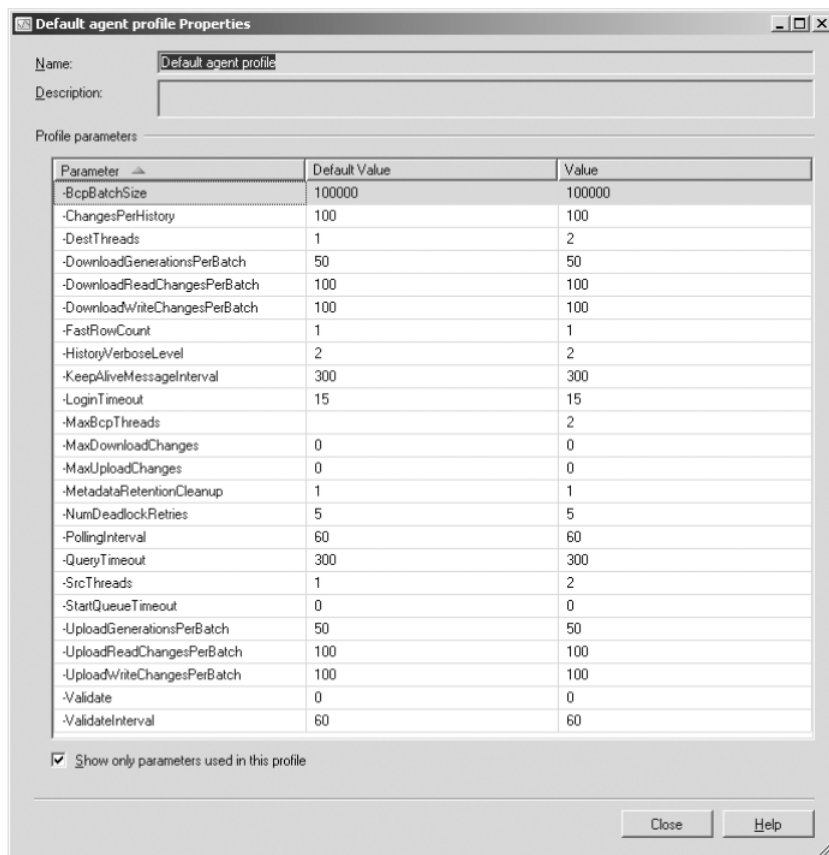 Default agent profile Properties
Name: Default agent profile
Description:
Profile parameters
Parameter Default Value Value
-BcpBatchSize 100000 100000
-ChangesPerHistory 100 100
-DestThreads 1 2
-DownloadGenerationsPerBatch 50 50
-DownloadReadChangesPerBatch 100 100
-DownloadWriteChangesPerBatch 100 100
-FastRowCount 1 1
-HistoryVerboseLevel 2 2
-KeepAliveMessageInterval 300 300
-LoginTimeout 15 15
-MaxBcpThreads 2
-MaxDownloadChanges 0 0
-MaxUploadChanges 0 0
-MetadataRetentionCleanup 1 1
-NumDeadlockRetries 5 5
-PollingInterval 60 60
-QueryTimeout 300 300
-SrcThreads 1 2
-StartQueueTimeout 0 0
-UploadGenerationsPerBatch 50 50
-UploadReadChangesPerBatch 100 100
-UploadWriteChangesPerBatch 100 100
-Validate 0 0
-ValidateInterval 60 60
Show only parameters used in this profile
Close Help